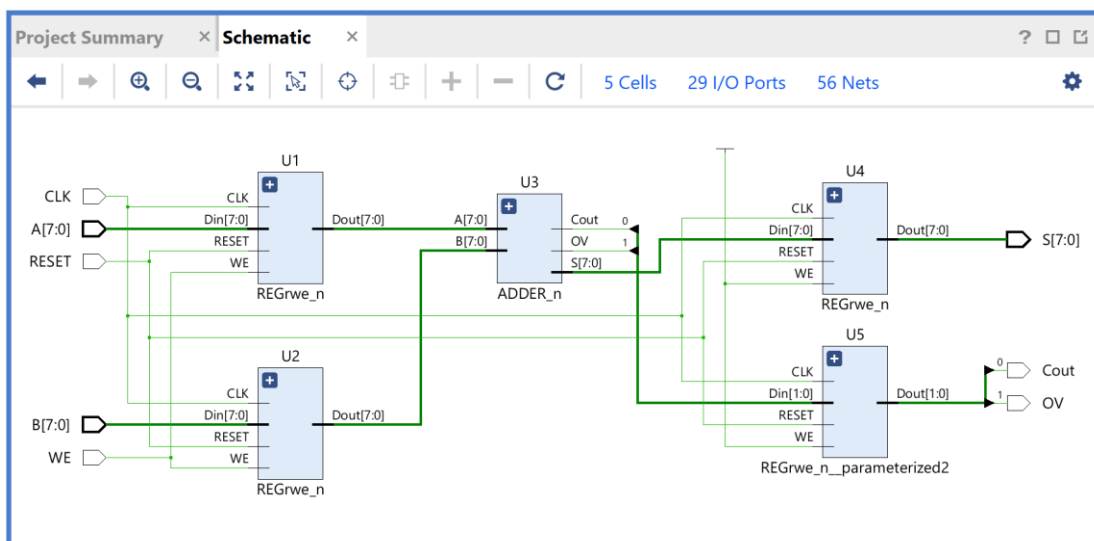 Project Summary × Schematic × ?
5 Cells 29 I/O Ports 56 Nets
CLK
A[7:0]
RESET
B[7:0]
WE
U1
CLK
Din[7:0] Dout[7:0]
RESET
WE
REGrwe_n
U2
CLK
Din[7:0] Dout[7:0]
RESET
WE
REGrwe_n
U3
A[7:0] Cout 0
B[7:0] OV 1
S[7:0]
ADDER_n
U4
CLK
Din[7:0] Dout[7:0]
RESET
WE
REGrwe_n
U5
CLK
Din[1:0] Dout[1:0]
RESET
WE
REGrwe_n__parameterized2
S[7:0]
0 Cout
1 OV